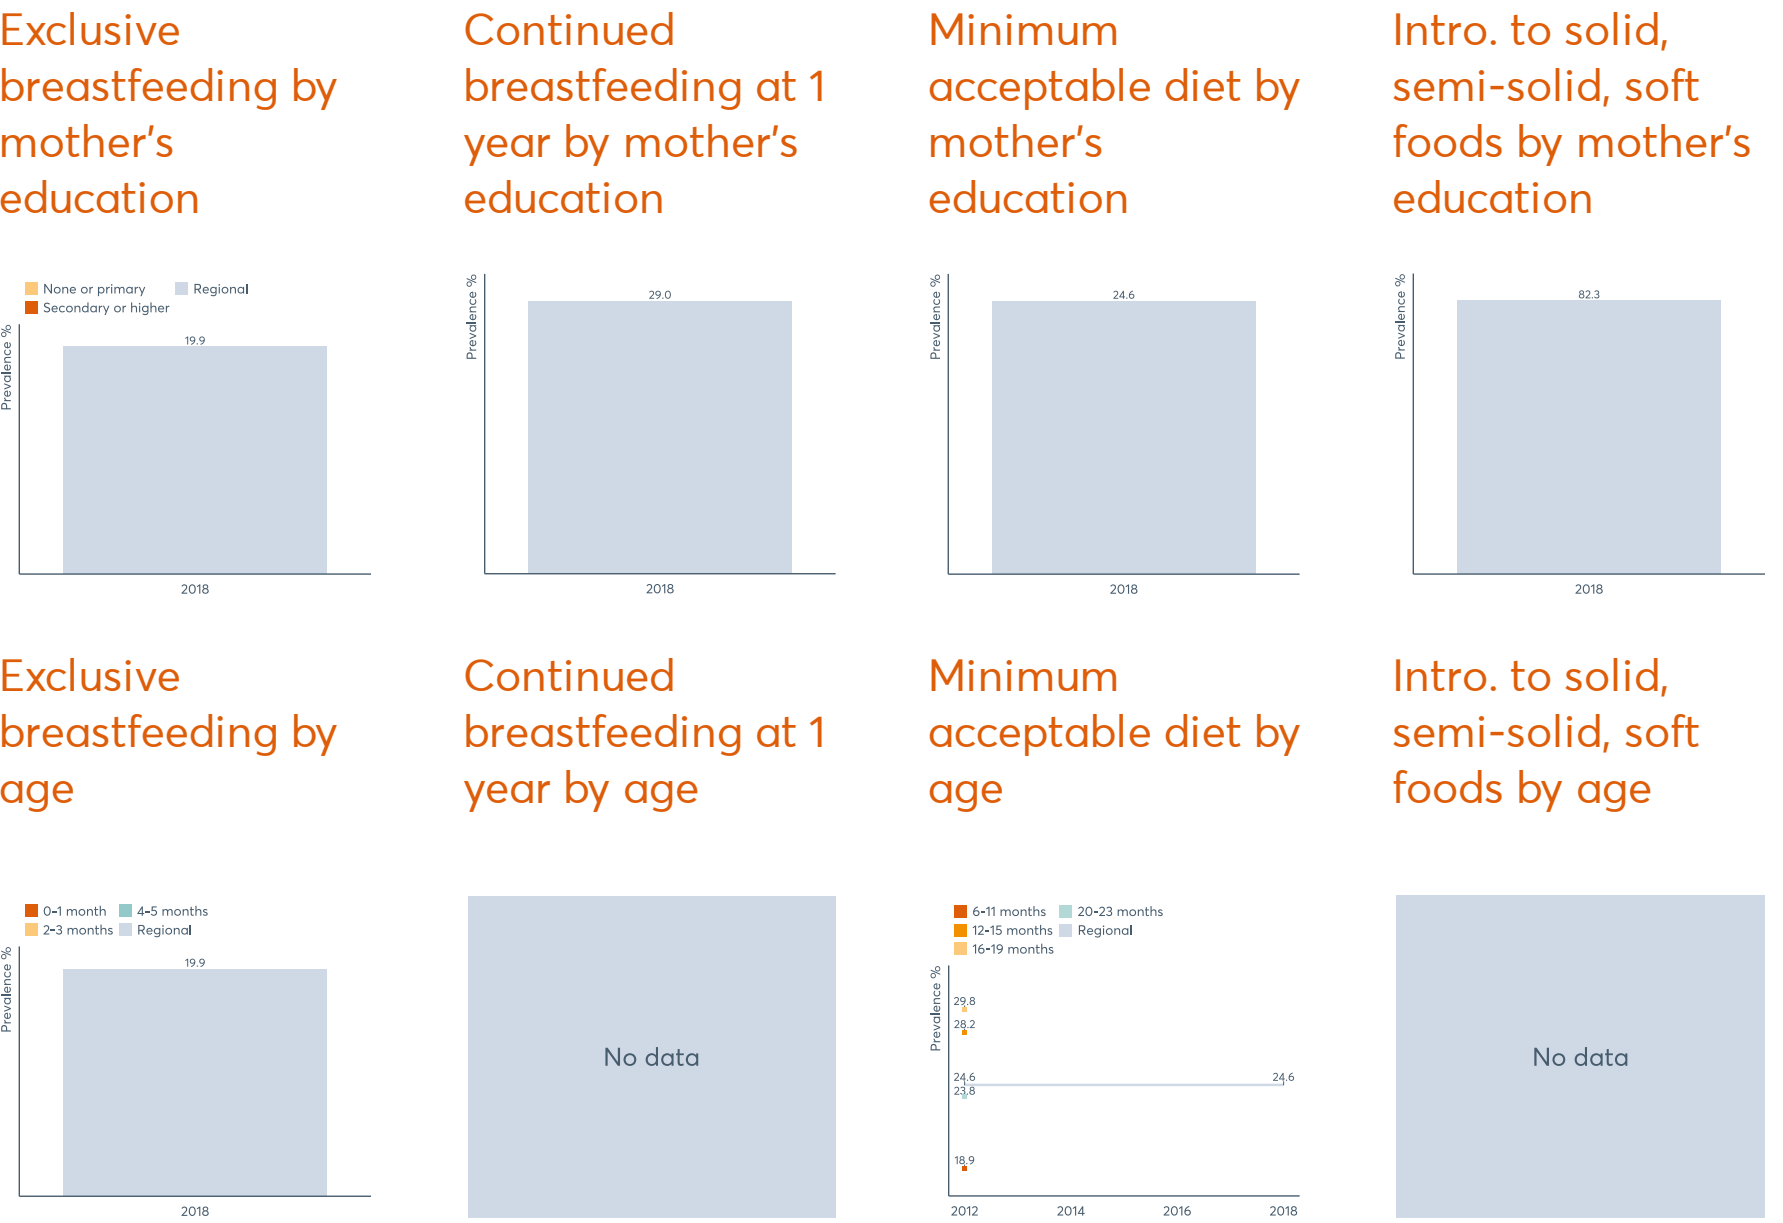 Exclusive
breastfeeding by
mother's
education
Continued
breastfeeding at 1
year by mother's
education
Minimum
acceptable diet by
mother's
education
Intro. to solid,
semi-solid, soft
foods by mother's
education
None or primary
Regional
Secondary or higher
Prevalence %
19.9
2018
Prevalence %
29.0
2018
Prevalence %
24.6
2018
Prevalence %
82.3
2018
Exclusive
breastfeeding by
age
Continued
breastfeeding at 1
year by age
Minimum
acceptable diet by
age
Intro. to solid,
semi-solid, soft
foods by age
0-1 month
4-5 months
2-3 months
Regional
Prevalence %
19.9
2018
No data
6-11 months
20-23 months
12-15 months
Regional
16-19 months
Prevalence %
29.8
28.2
24.6
24.6
23.8
18.9
2012
2014
2016
2018
No data